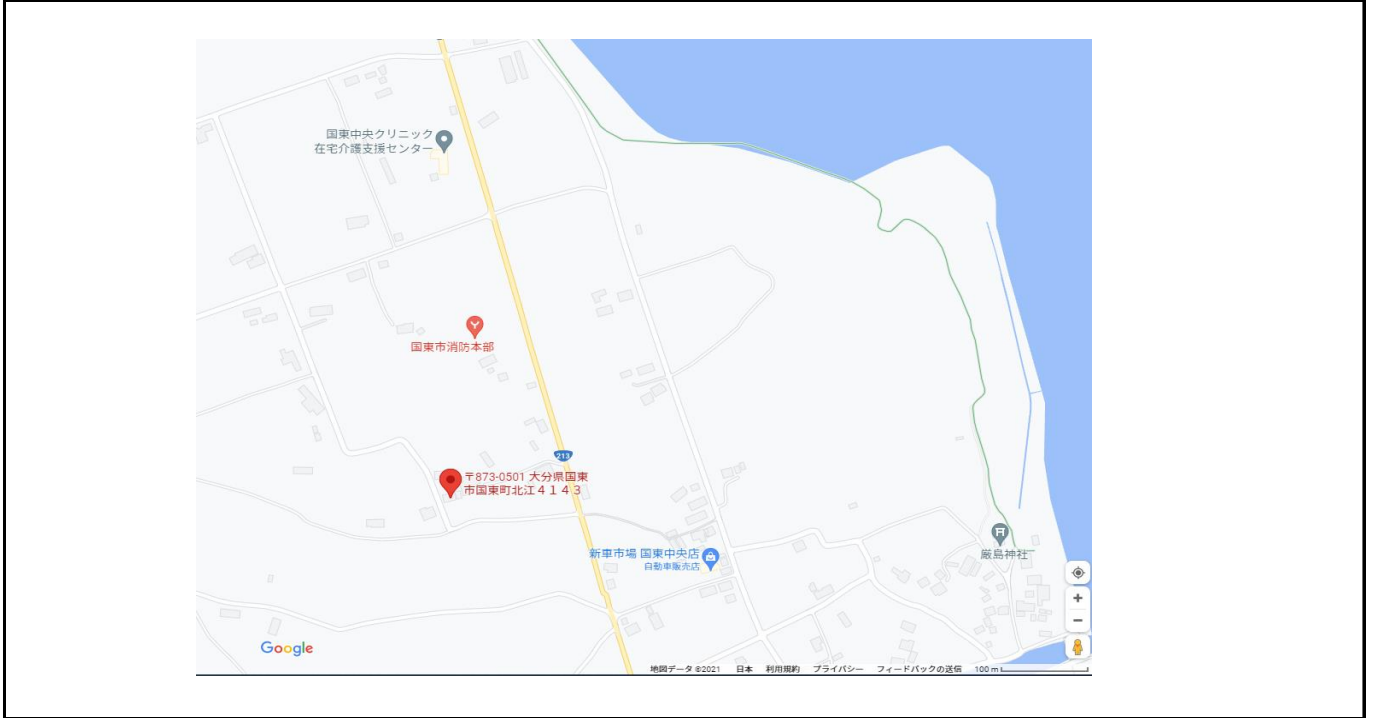 国東中央クリニック
在宅介護支援センター
国東市消防本部
213
〒873-0501 大分県国東
市国東町北江4143
新車市場 国東中央店
自動車販売店
厳島神社
Google
地図データ ©2021 日本 利用規約 プライバシー フィードバックの送信 100 m